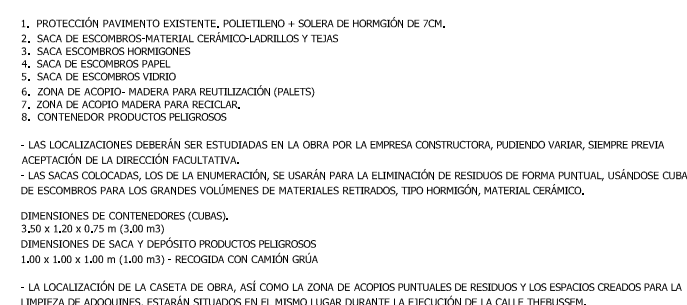 1. PROTECCIÓN PAVIMENTO EXISTENTE. POLIETILENO + SOLERA DE HORMGIÓN DE 7CM.
2. SACA DE ESCOMBROS-MATERIAL CERÁMICO-LADRILLOS Y TEJAS
3. SACA ESCOMBROS HORMIGONES
4. SACA DE ESCOMBROS PAPEL
5. SACA DE ESCOMBROS VIDRIO
6. ZONA DE ACOPIO- MADERA PARA REUTILIZACIÓN (PALETS)
7. ZONA DE ACOPIO MADERA PARA RECICLAR.
8. CONTENEDOR PRODUCTOS PELIGROSOS
- LAS LOCALIZACIONES DEBERÁN SER ESTUDIADAS EN LA OBRA POR LA EMPRESA CONSTRUCTORA, PUDIENDO VARIAR, SIEMPRE PREVIA
ACEPTACIÓN DE LA DIRECCIÓN FACULTATIVA.
- LAS SACAS COLOCADAS, LOS DE LA ENUMERACIÓN, SE USARÁN PARA LA ELIMINACIÓN DE RESIDUOS DE FORMA PUNTUAL, USÁNDOSE CUBA
DE ESCOMBROS PARA LOS GRANDES VOLÚMENES DE MATERIALES RETIRADOS, TIPO HORMIGÓN, MATERIAL CERÁMICO.
DIMENSIONES DE CONTENEDORES (CUBAS).
3.50 x 1.20 x 0.75 m (3.00 m3)
DIMENSIONES DE SACA Y DEPÓSITO PRODUCTOS PELIGROSOS
1.00 x 1.00 x 1.00 m (1.00 m3) - RECOGIDA CON CAMIÓN GRÚA
- LA LOCALIZACIÓN DE LA CASETA DE OBRA, ASÍ COMO LA ZONA DE ACOPIOS PUNTUALES DE RESIDUOS Y LOS ESPACIOS CREADOS PARA LA
LIMPIEZA DE ADOQUINES, ESTARÁN SITUADOS EN EL MISMO LUGAR DURANTE LA EJECUCIÓN DE LA CALLE THEBUSSEM.